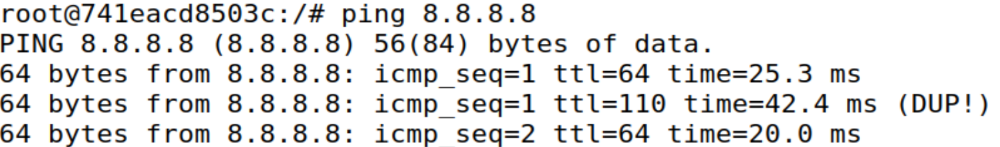 root@741eacd8503c:/# ping 8.8.8.8
PING 8.8.8.8 (8.8.8.8) 56(84) bytes of data.
64 bytes from 8.8.8.8: icmp_seq=1 ttl=64 time=25.3 ms
64 bytes from 8.8.8.8: icmp_seq=1 ttl=110 time=42.4 ms (DUP!)
64 bytes from 8.8.8.8: icmp_seq=2 ttl=64 time=20.0 ms